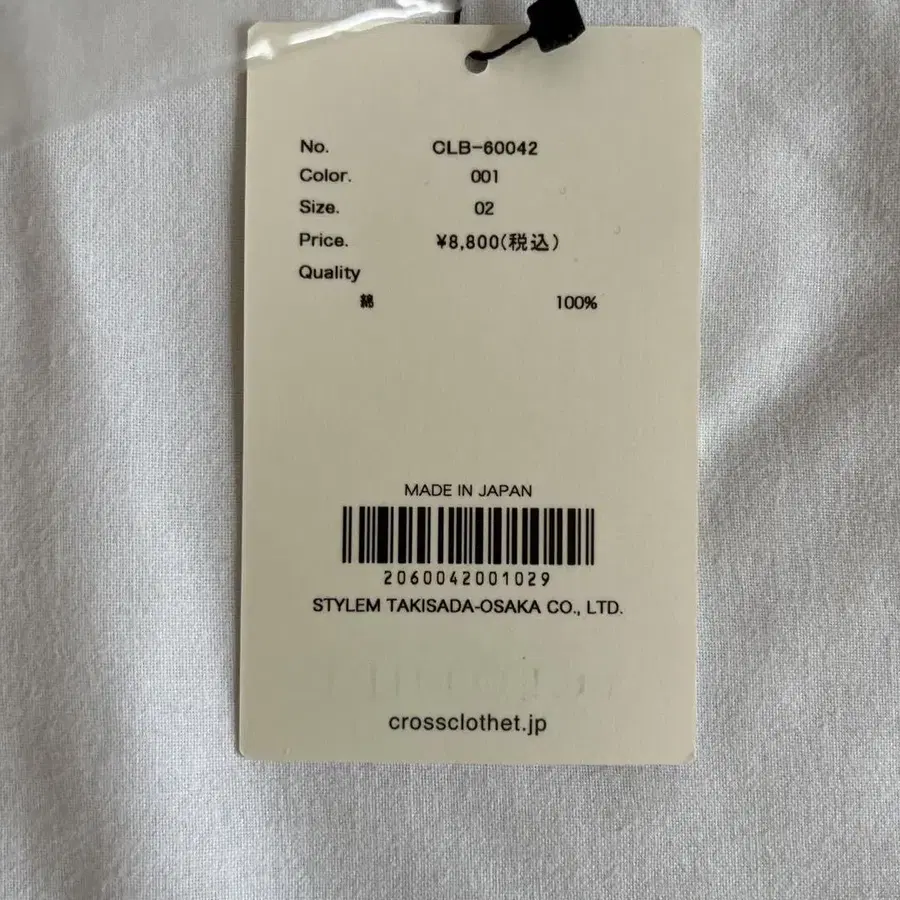 No. CLB-60042
Color. 001
Size. 02
Price. ¥8,800(税込)
Quality
綿 100%
MADE IN JAPAN
2060042001029
STYLEM TAKISADA-OSAKA CO., LTD.
crossclothet.jp